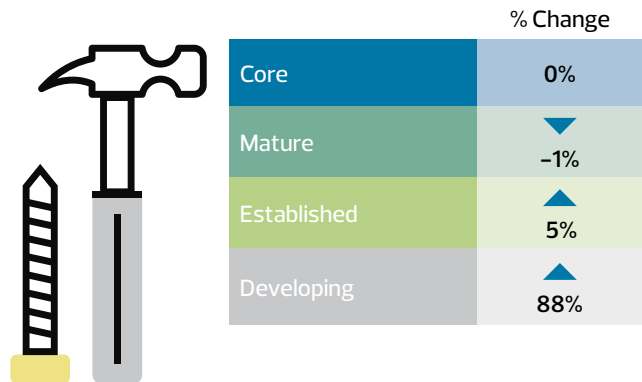 % Change
Core 0%
Mature –1%
Established 5%
Developing 88%